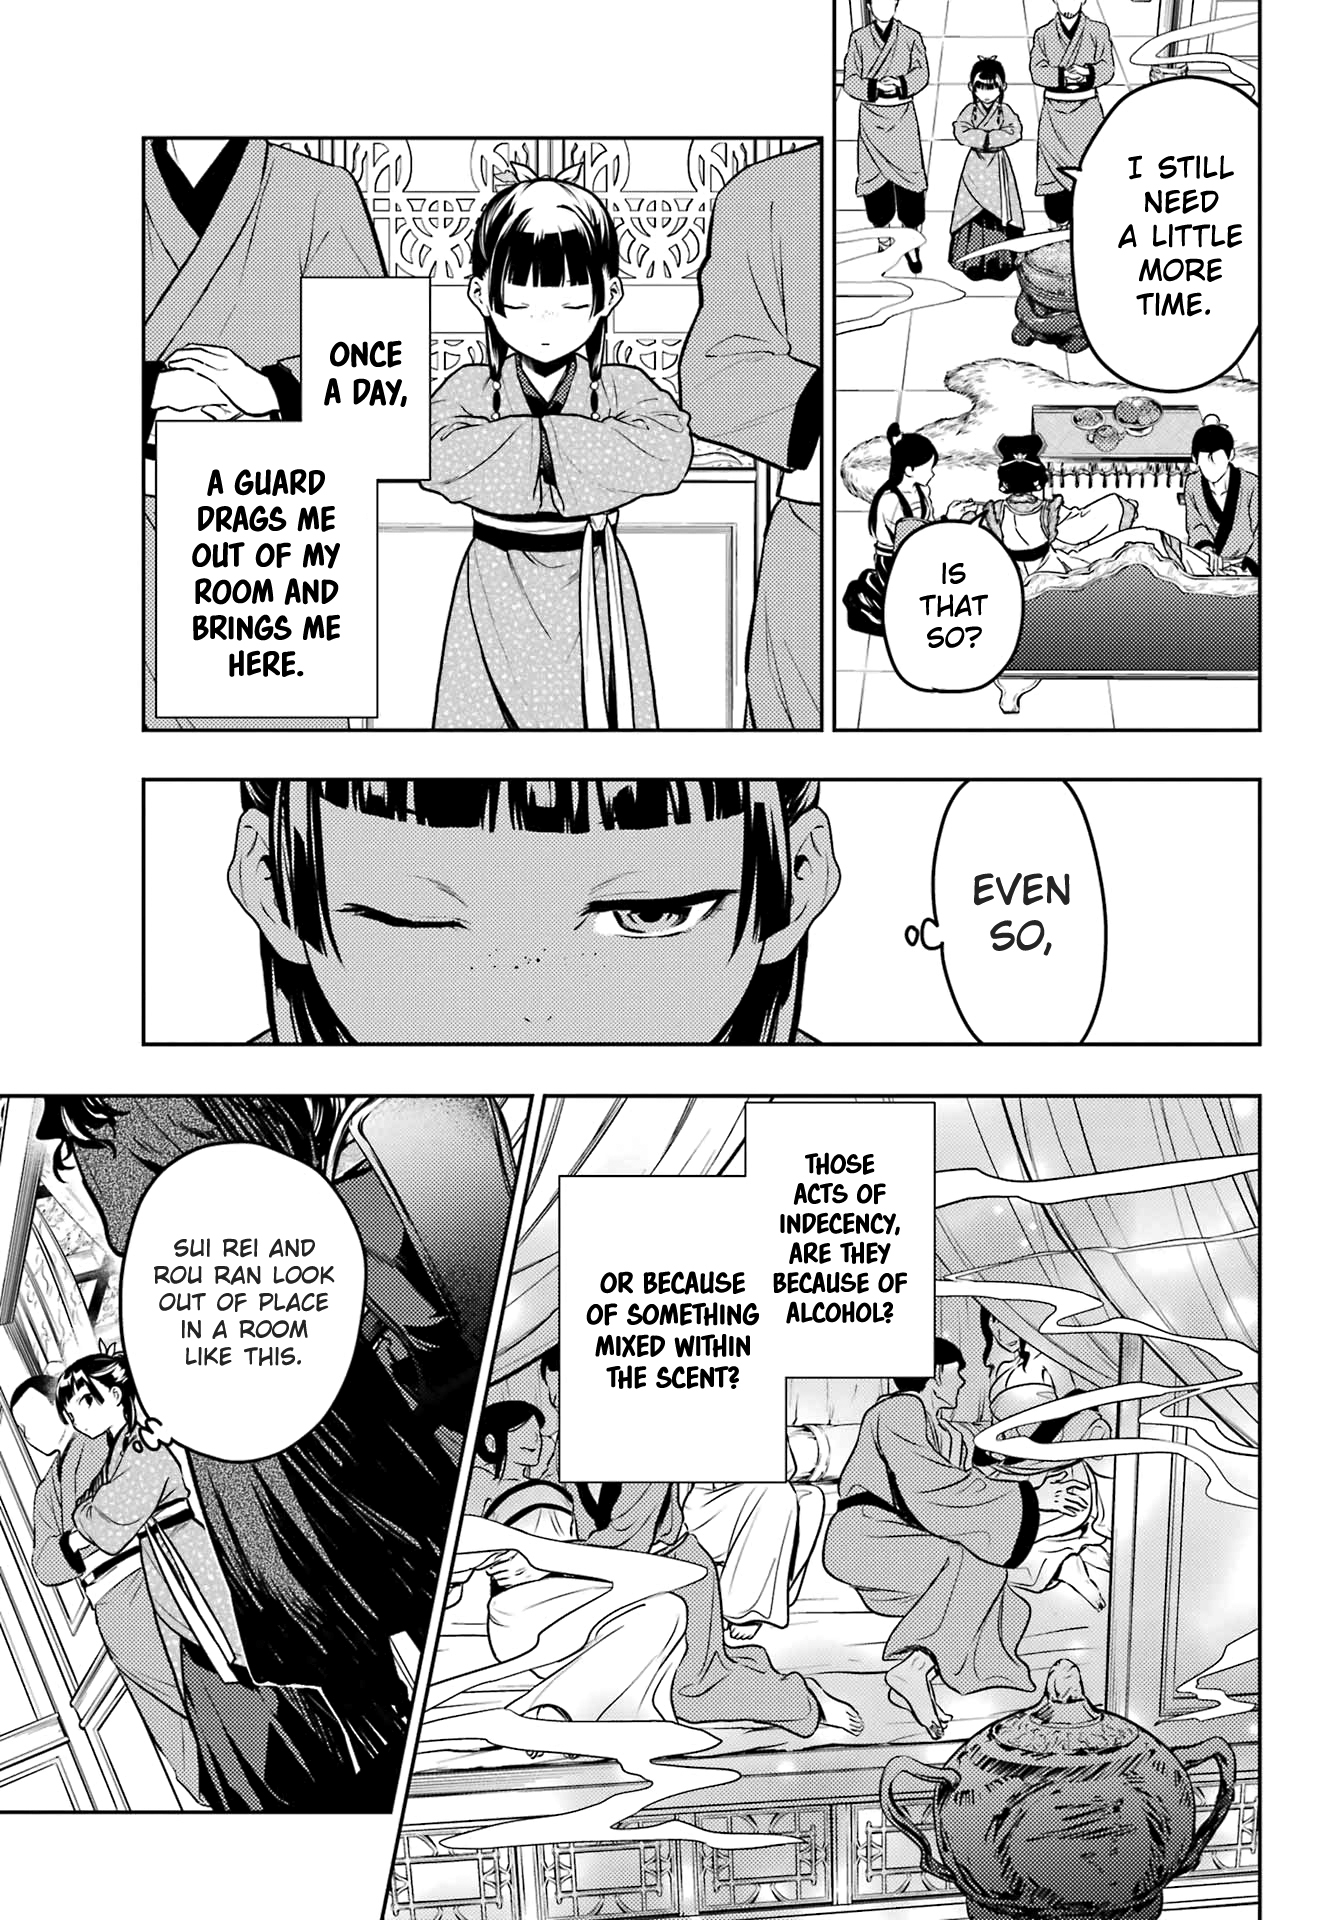 I STILL
NEED
A LITTLE
MORE
TIME.
IS
THAT
SO?
ONCE
A DAY,
A GUARD
DRAGS ME
OUT OF MY
ROOM AND
BRINGS ME
HERE.
EVEN
SO,
THOSE
ACTS OF
INDECENCY,
ARE THEY
BECAUSE OF
ALCOHOL?
OR BECAUSE
OF SOMETHING
MIXED WITHIN
THE SCENT?
SUI REI AND
ROU RAN LOOK
OUT OF PLACE
IN A ROOM
LIKE THIS.